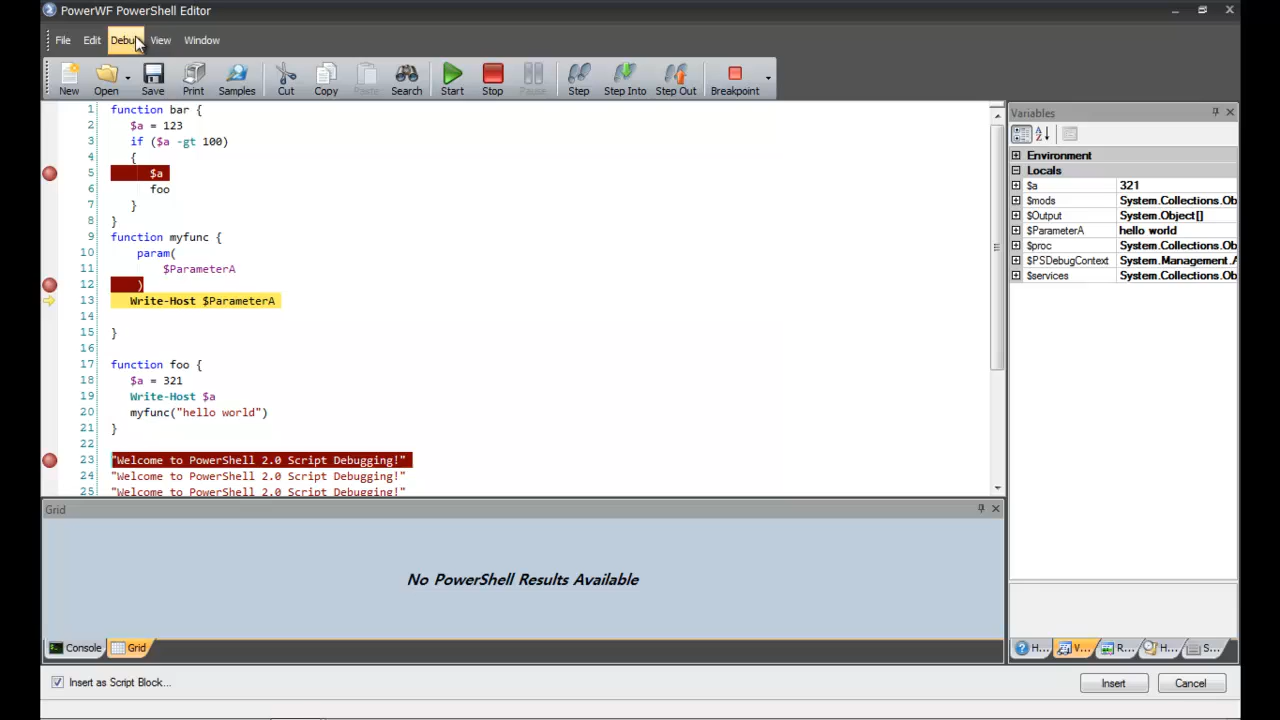 PowerWF PowerShell Editor
File Edit Debug View Window
New Open Save Print Samples Cut Copy Paste Search Start Stop Pause Step Step Into Step Out Breakpoint
1 function bar {
2 $a = 123
3 if ($a -gt 100)
4 {
5 $a
6 foo
7 }
8 }
9 function myfunc {
10 param(
11 $ParameterA
12 )
13 Write-Host $ParameterA
14
15 }
16
17 function foo {
18 $a = 321
19 Write-Host $a
20 myfunc("hello world")
21 }
22
23 "Welcome to PowerShell 2.0 Script Debugging!"
24 "Welcome to PowerShell 2.0 Script Debugging!"
25 "Welcome to PowerShell 2.0 Script Debugging!"
Variables
Environment
Locals
$a 321
$mods System.Collections.Ob
$Output System.Object[]
$ParameterA hello world
$proc System.Collections.Ob
$PSDebugContext System.Management.A
$services System.Collections.Ob
Grid
No PowerShell Results Available
Console Grid
H... V... R... H... S...
Insert as Script Block...
Insert Cancel